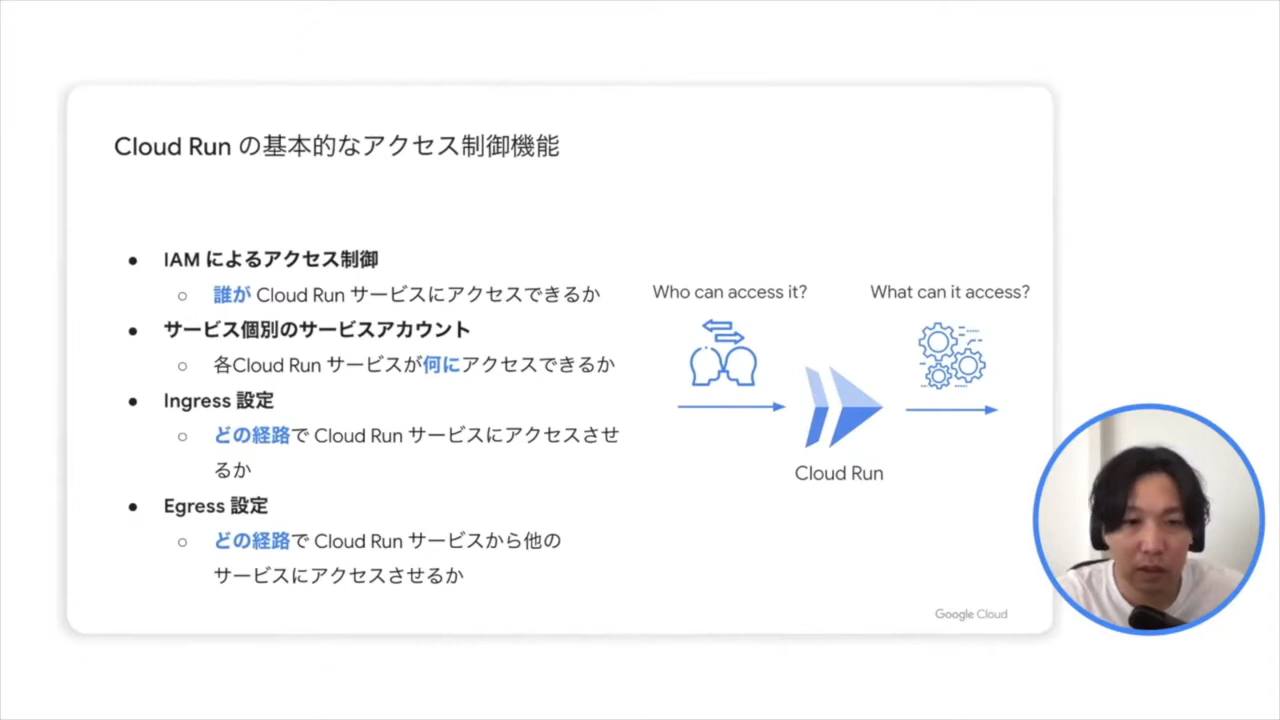 Cloud Run の基本的なアクセス制御機能
● IAM によるアクセス制御
○ 誰が Cloud Run サービスにアクセスできるか
● サービス個別のサービスアカウント
○ 各Cloud Run サービスが何にアクセスできるか
● Ingress 設定
○ どの経路で Cloud Run サービスにアクセスさせ
るか
● Egress 設定
○ どの経路で Cloud Run サービスから他の
サービスにアクセスさせるか
Who can access it?
What can it access?
Cloud Run
Google Cloud